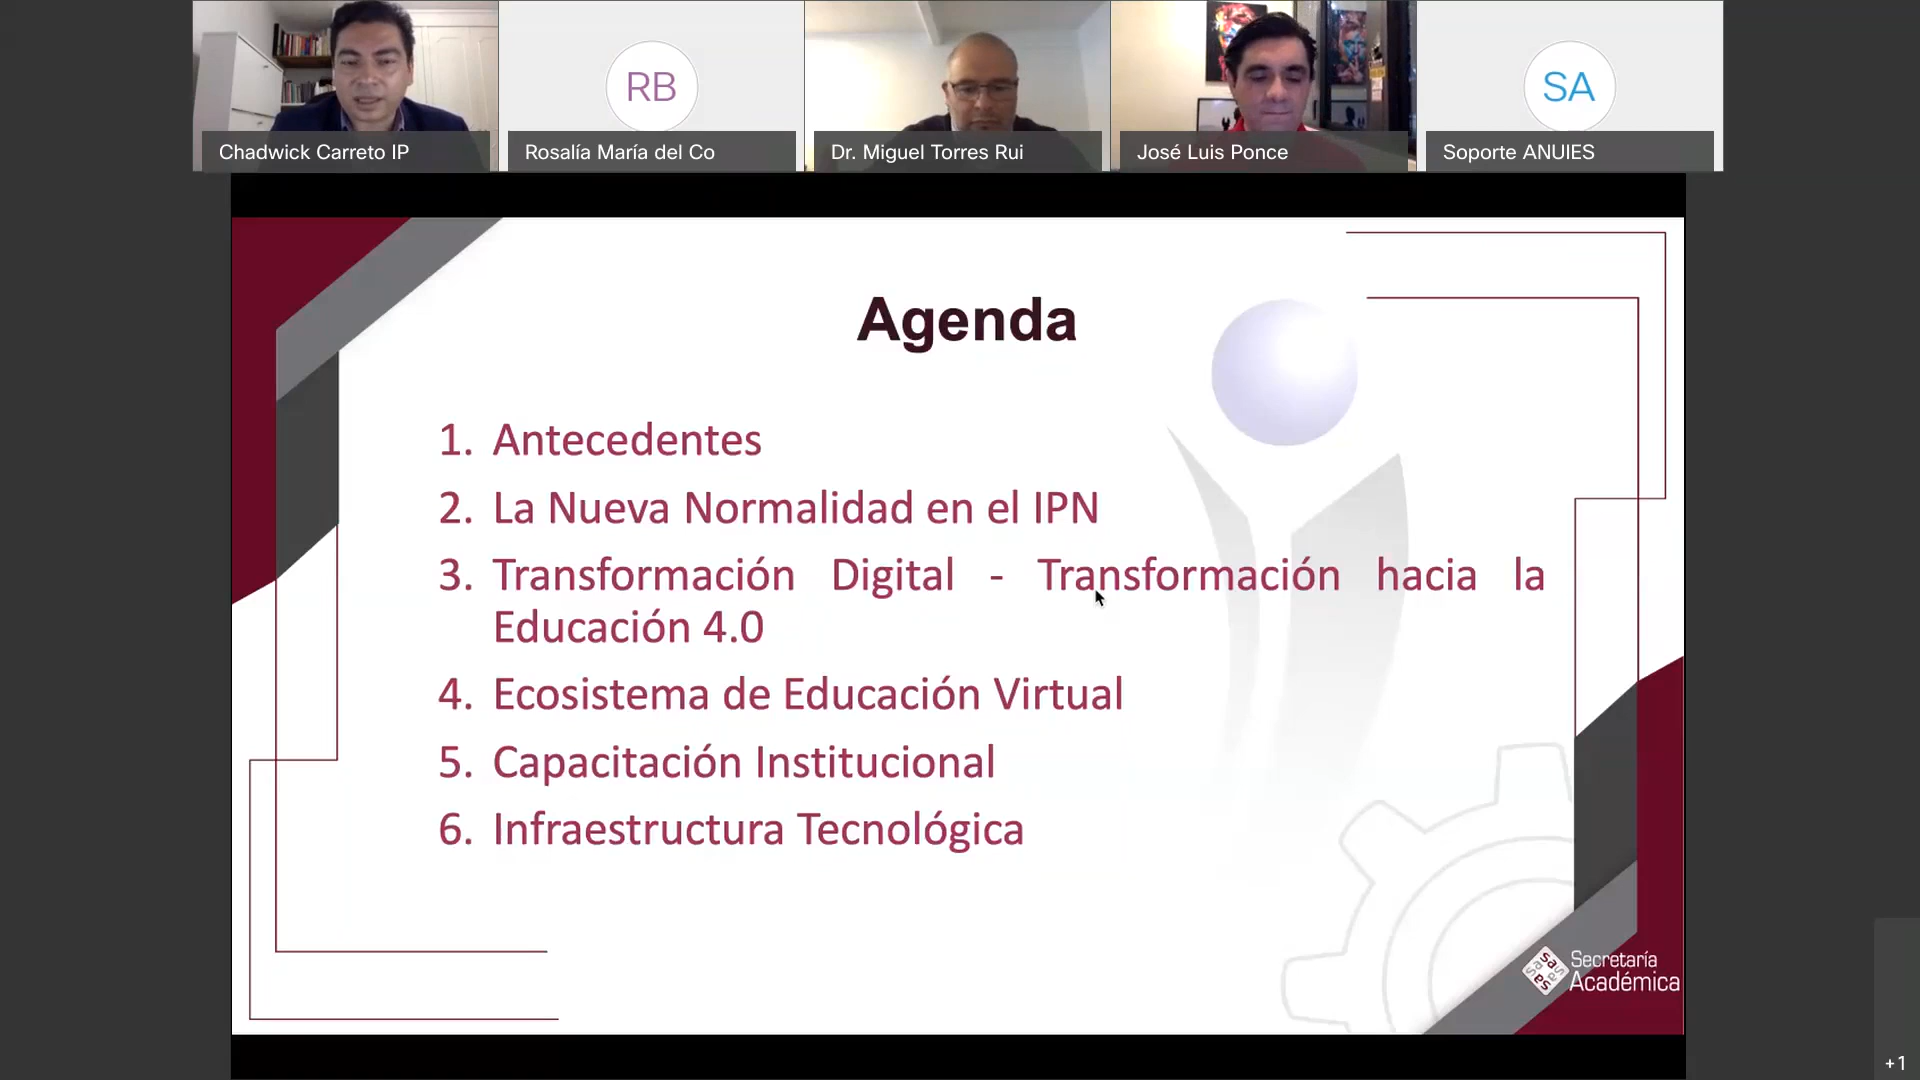 Chadwick Carreto IP
RB
Rosalía María del Co
Dr. Miguel Torres Rui
José Luis Ponce
SA
Soporte ANUIES
Agenda
1. Antecedentes
2. La Nueva Normalidad en el IPN
3. Transformación Digital - Transformación hacia la
Educación 4.0
4. Ecosistema de Educación Virtual
5. Capacitación Institucional
6. Infraestructura Tecnológica
Secretaría
Académica
+1